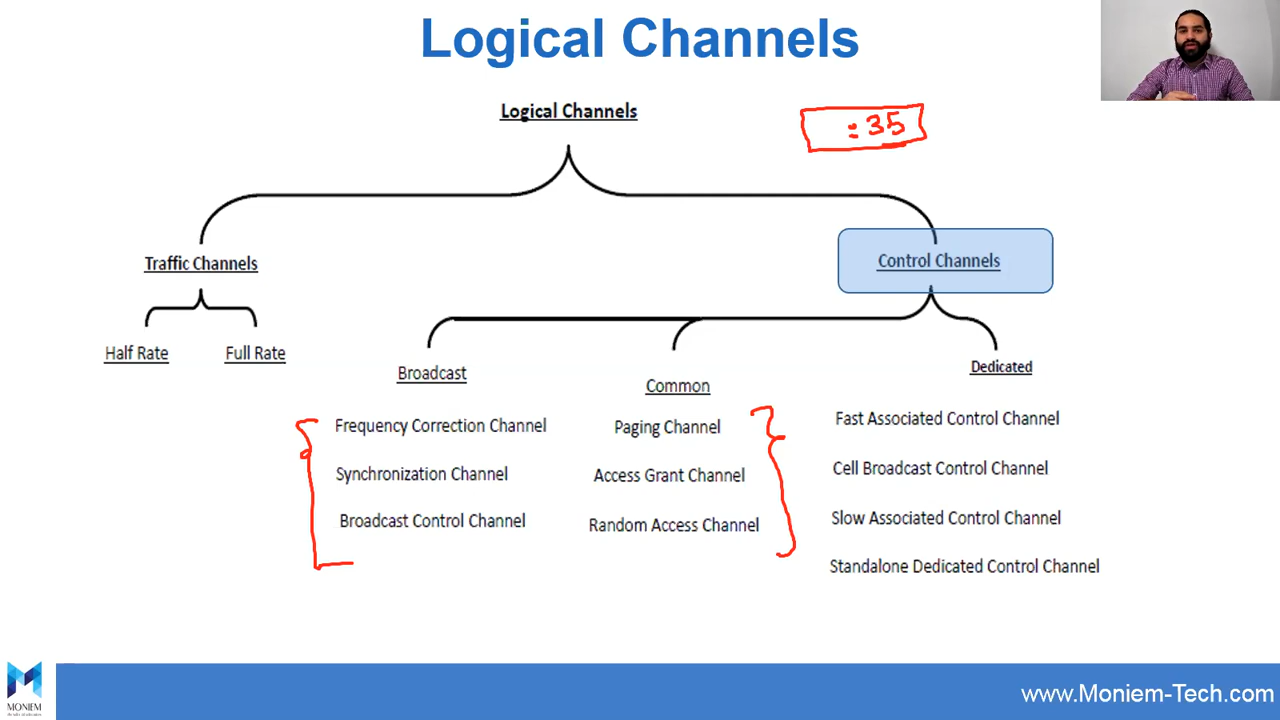 Logical Channels
Logical Channels
= 35
Traffic Channels
Control Channels
Half Rate
Full Rate
Broadcast
Common
Dedicated
Frequency Correction Channel
Synchronization Channel
Broadcast Control Channel
Paging Channel
Access Grant Channel
Random Access Channel
Fast Associated Control Channel
Cell Broadcast Control Channel
Slow Associated Control Channel
Standalone Dedicated Control Channel
MONIEM
www.Moniem-Tech.com